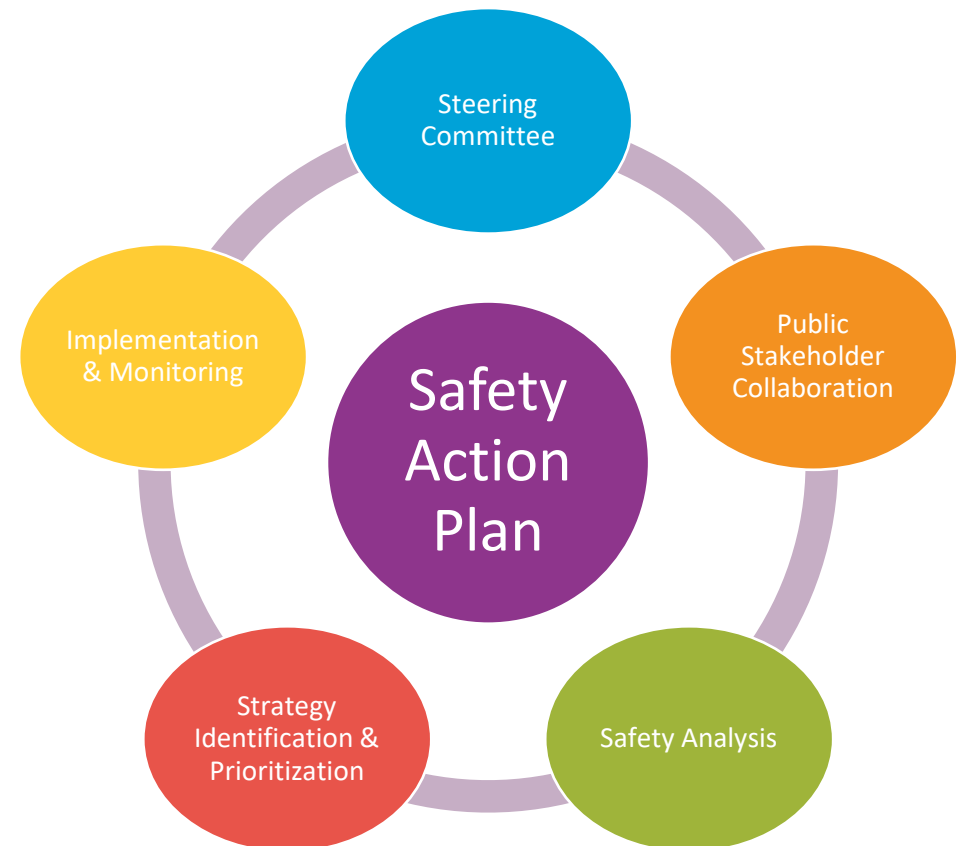 Steering
Committee
Public
Stakeholder
Collaboration
Safety Analysis
Strategy
Identification &
Prioritization
Implementation
& Monitoring
Safety
Action
Plan